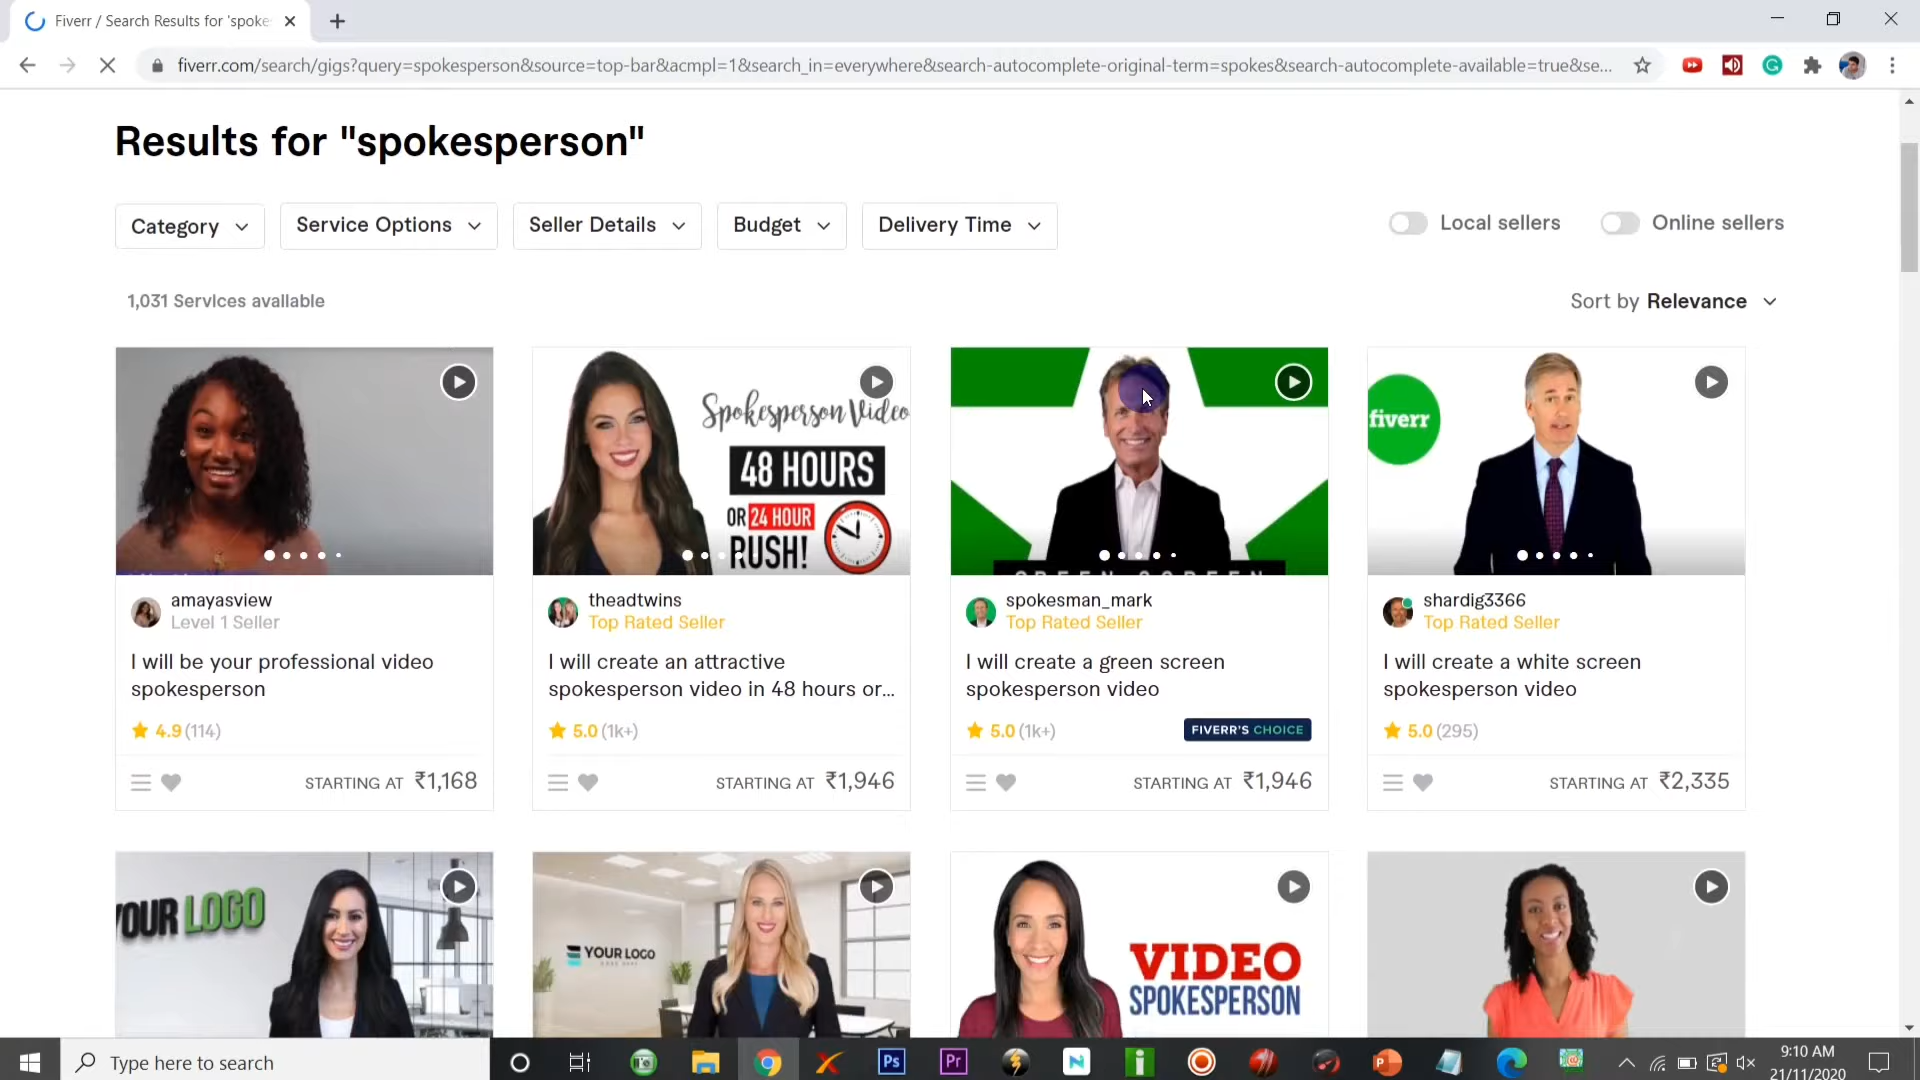 Fiverr / Search Results for 'spoke
fiverr.com/search/gigs?query=spokesperson&source=top-bar&acmpl=1&search_in=everywhere&search-autocomplete-original-term=spokes&search-autocomplete-available=true&se...
Results for "spokesperson"
Category Service Options Seller Details Budget Delivery Time Local sellers Online sellers
1,031 Services available Sort by Relevance
Spokesperson Video
48 HOURS
OR 24 HOUR
RUSH!
fiverr
amayasview
Level 1 Seller
I will be your professional video
spokesperson
4.9 (114)
STARTING AT ₹1,168
theadtwins
Top Rated Seller
I will create an attractive
spokesperson video in 48 hours or...
5.0 (1k+)
STARTING AT ₹1,946
spokesman_mark
Top Rated Seller
I will create a green screen
spokesperson video
5.0 (1k+) FIVERR'S CHOICE
STARTING AT ₹1,946
shardig3366
Top Rated Seller
I will create a white screen
spokesperson video
5.0 (295)
STARTING AT ₹2,335
YOUR LOGO
YOUR LOGO
VIDEO
SPOKESPERSON
Type here to search
Ps
Pr
9:10 AM
21/11/2020